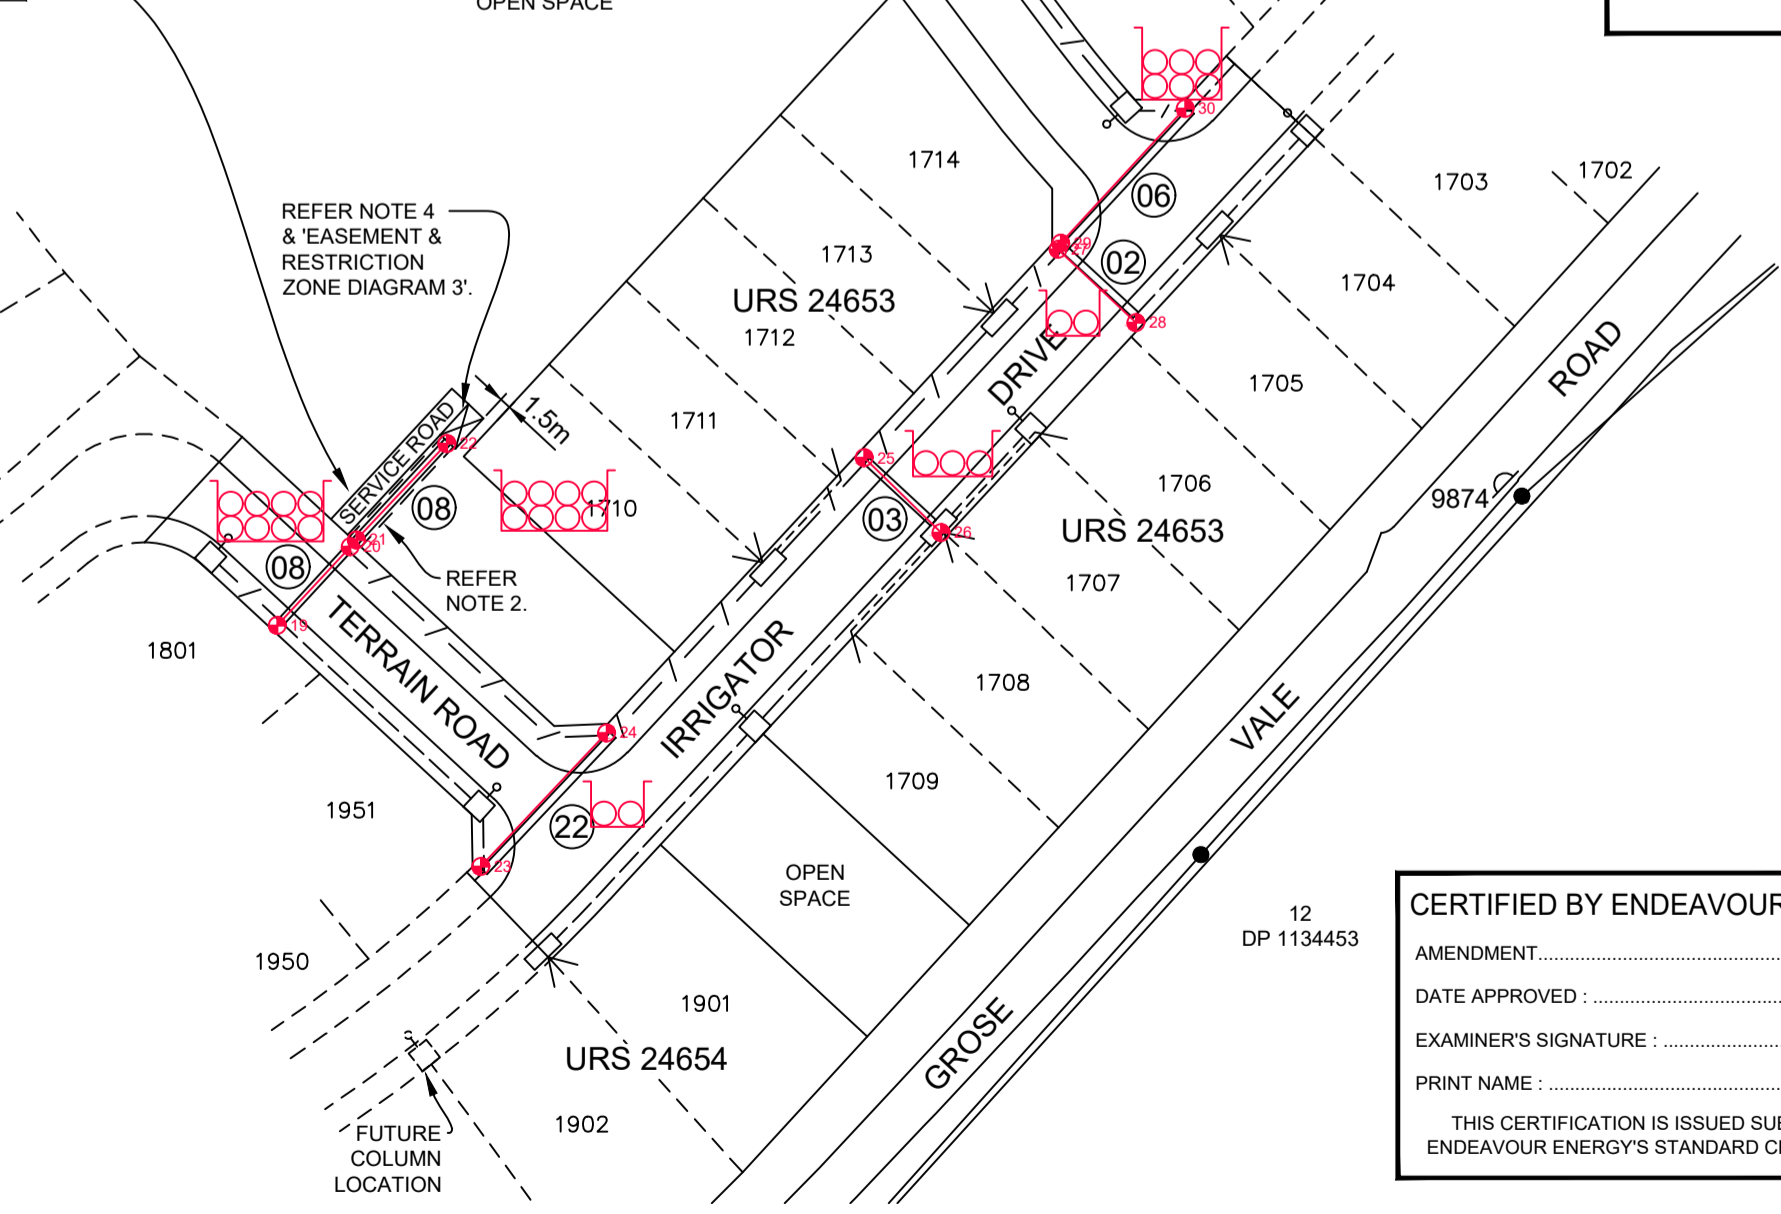 OPEN SPACE
30
1714
1703
1702
06
REFER NOTE 4
& 'EASEMENT &
RESTRICTION
ZONE DIAGRAM 3'.
1713
29
27
02
1704
URS 24653
1712
28
DRIVE
1705
ROAD
1.5m
1711
SERVICE ROAD
22
25
1706
9874
08
1710
03
26
URS 24653
21
20
08
REFER
NOTE 2.
1707
19
1801
TERRAIN ROAD
IRRIGATOR
1708
VALE
24
1709
1951
22
23
OPEN
SPACE
12
DP 1134453
1950
1901
GROSE
URS 24654
1902
FUTURE
COLUMN
LOCATION
CERTIFIED BY ENDEAVOUR
AMENDMENT
DATE APPROVED :
EXAMINER'S SIGNATURE :
PRINT NAME :
THIS CERTIFICATION IS ISSUED
ENDEAVOUR ENERGY'S STANDARD